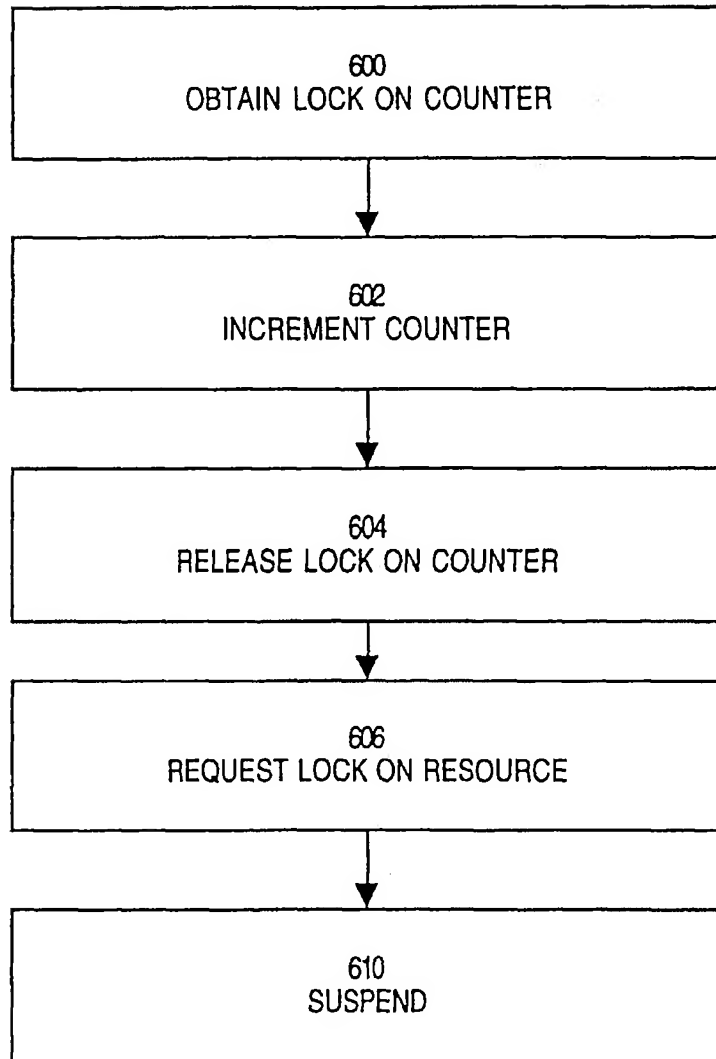 600
OBTAIN LOCK ON COUNTER
602
INCREMENT COUNTER
604
RELEASE LOCK ON COUNTER
606
REQUEST LOCK ON RESOURCE
610
SUSPEND